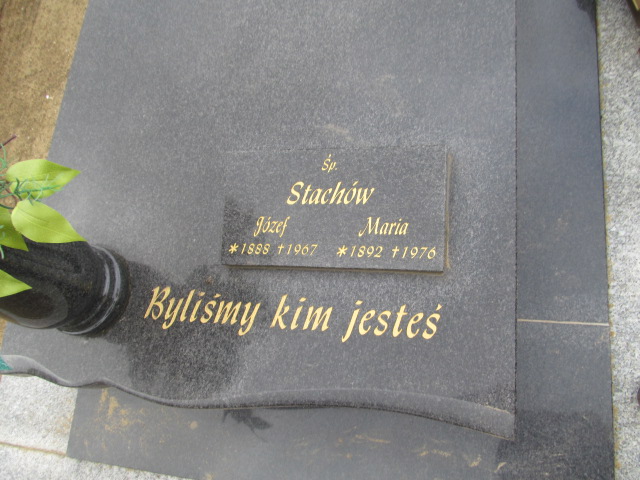 Śp.
Stachów
Józef Maria
*1888 †1967 *1892 †1976
Byliśmy kim jesteś